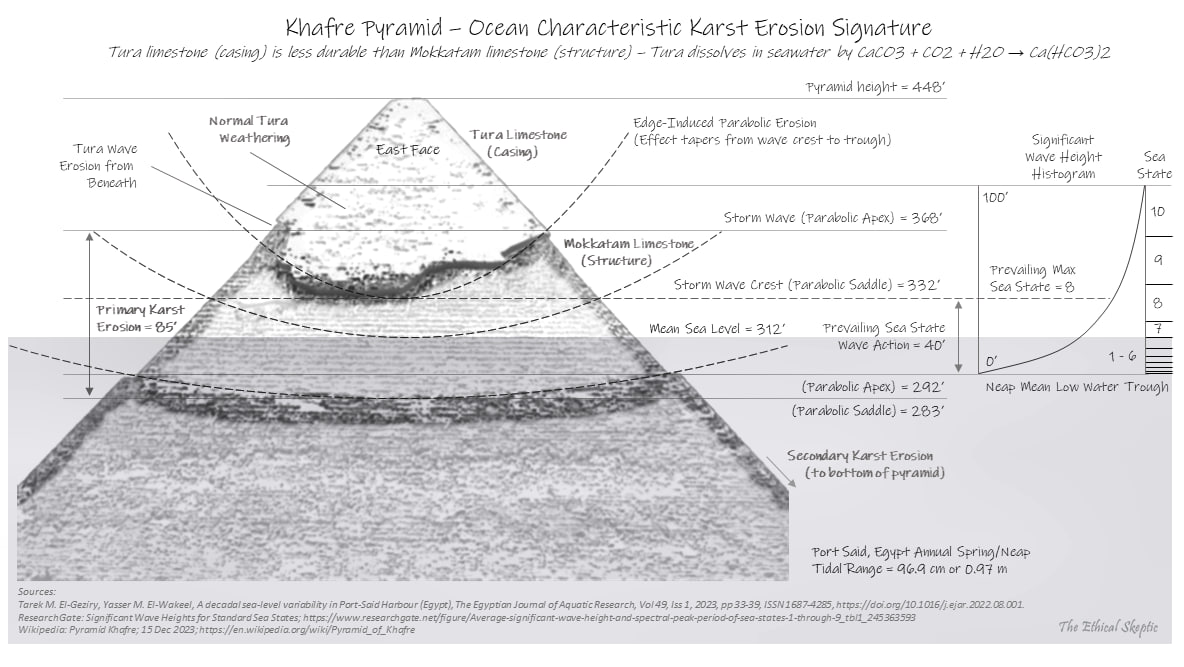 Khafre Pyramid – Ocean Characteristic Karst Erosion Signature
Tura limestone (casing) is less durable than Mokkatam limestone (structure) – Tura dissolves in seawater by CaCO3 + CO2 + H2O → Ca(HCO3)2
Pyramid height = 448'
Normal Tura
Weathering
Tura Limestone
(Casing)
East Face
Edge-Induced Parabolic Erosion
(Effect tapers from wave crest to trough)
Tura Wave
Erosion from
Beneath
Significant
Wave Height
Histogram
Sea
State
100'
10
Storm Wave (Parabolic Apex) = 368'
Mokkatam Limestone
(Structure)
9
Storm Wave Crest (Parabolic Saddle) = 332'
Prevailing Max
Sea State = 8
8
Primary Karst
Erosion = 85'
Mean Sea Level = 312'
Prevailing Sea State
Wave Action = 40'
7
1 - 6
0'
(Parabolic Apex) = 292'
Neap Mean Low Water Trough
(Parabolic Saddle) = 283'
Secondary Karst Erosion
(to bottom of pyramid)
Port Said, Egypt Annual Spring/Neap
Tidal Range = 96.9 cm or 0.97 m
Sources:
Tarek M. El-Geziry, Yasser M. El-Wakeel, A decadal sea-level variability in Port-Said Harbour (Egypt), The Egyptian Journal of Aquatic Research, Vol 49, Iss 1, 2023, pp 33-39, ISSN 1687-4285, https://doi.org/10.1016/j.ejar.2022.08.001.
ResearchGate: Significant Wave Heights for Standard Sea States; https://www.researchgate.net/figure/Average-significant-wave-height-and-spectral-peak-period-of-sea-states-1-through-9_tbl1_245363593
Wikipedia: Pyramid Khafre; 15 Dec 2023; https://en.wikipedia.org/wiki/Pyramid_of_Khafre
The Ethical Skeptic